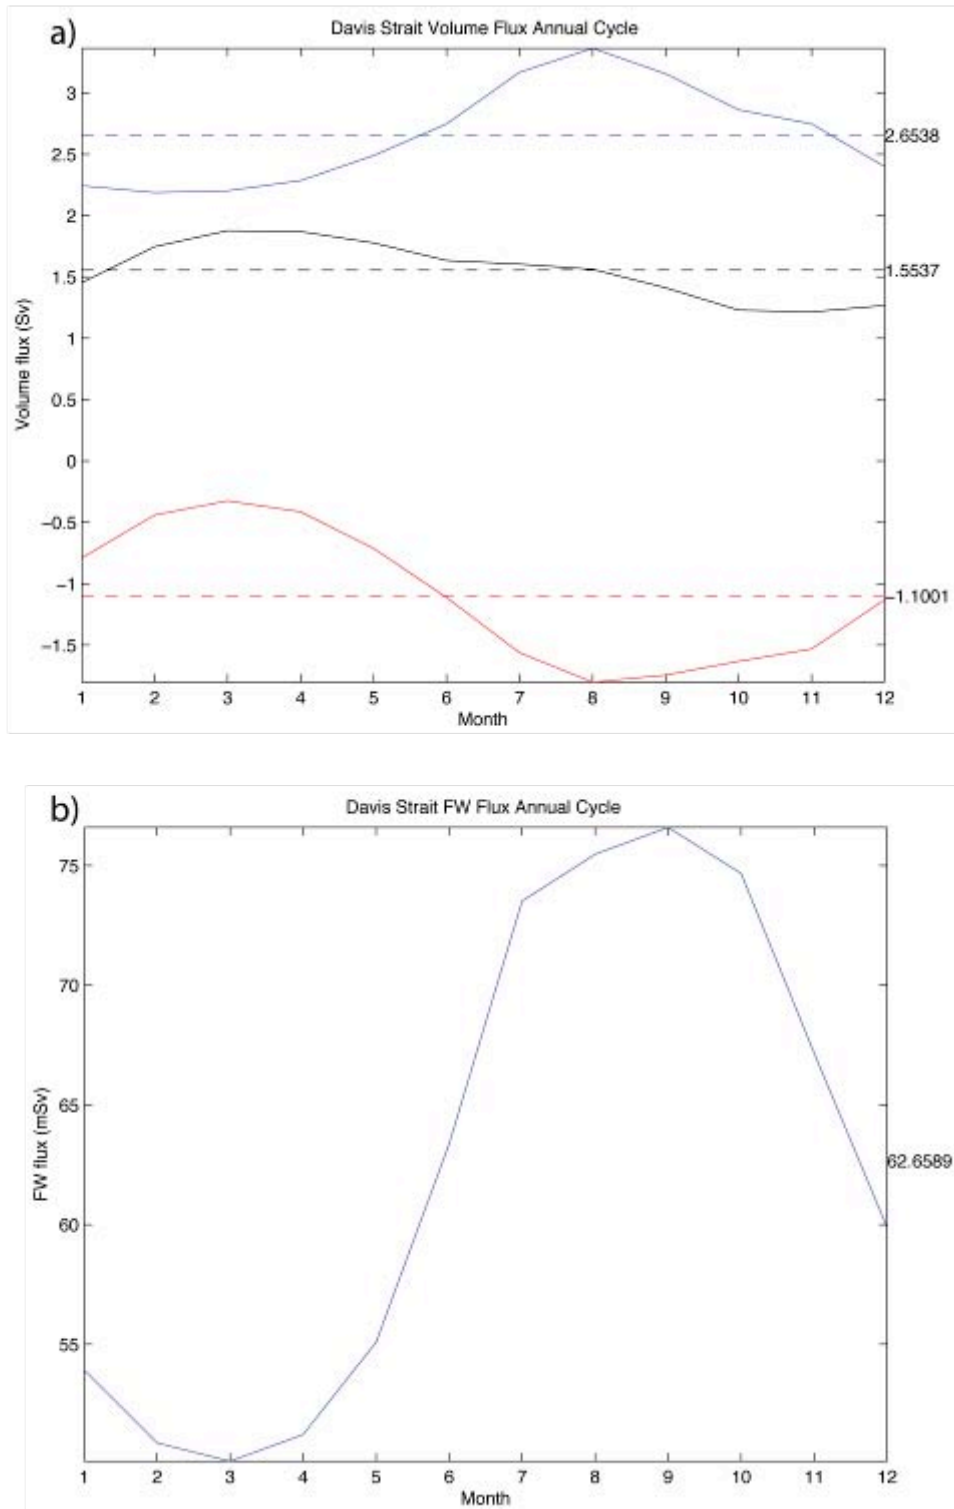 a)
Davis Strait Volume Flux Annual Cycle
3
2.5
2
1.5
1
0.5
0
−0.5
−1
−1.5
Volume flux (Sv)
2.6538
1.5537
−1.1001
1 2 3 4 5 6 7 8 9 10 11 12
Month
b)
Davis Strait FW Flux Annual Cycle
75
70
65
60
55
FW flux (mSv)
62.6589
1 2 3 4 5 6 7 8 9 10 11 12
Month